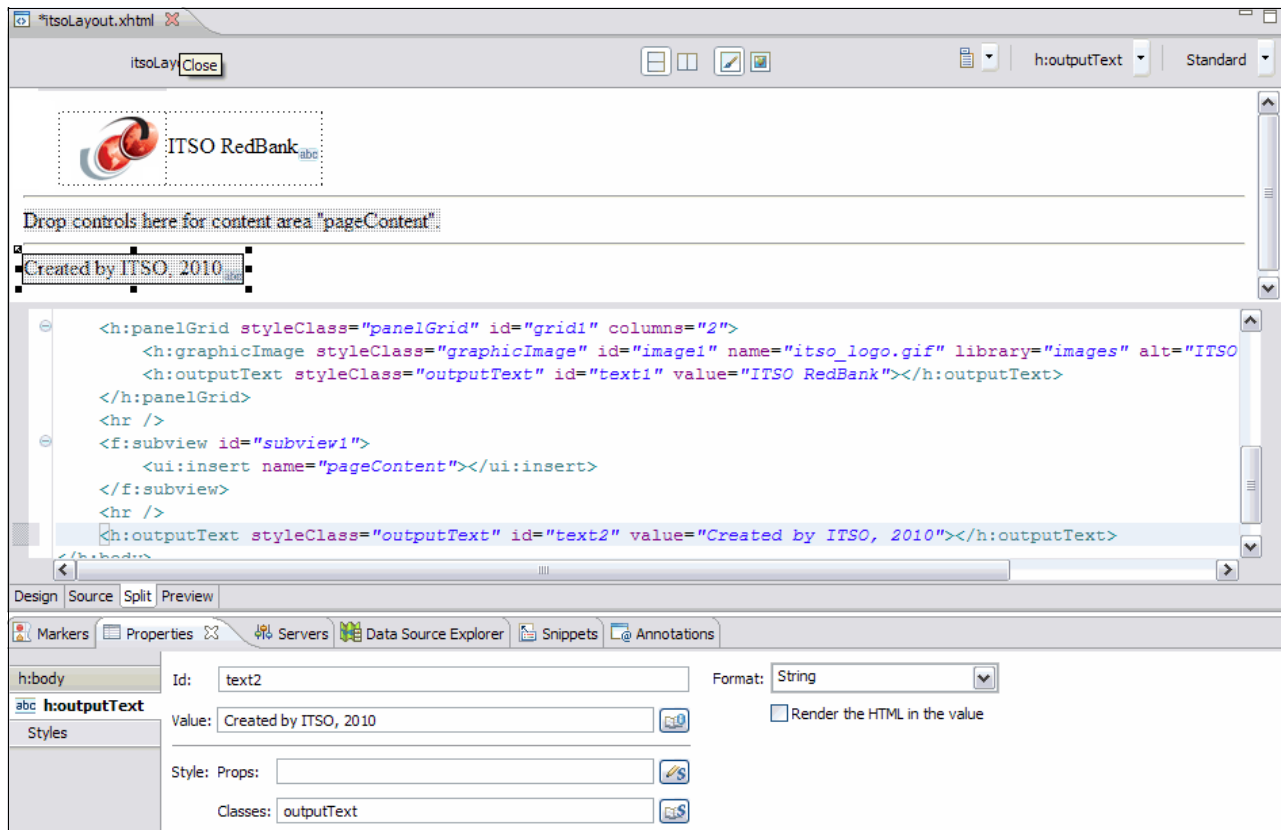 *itsoLayout.xhtml
itsoLay Close
h:outputText Standard
ITSO RedBank abc
Drop controls here for content area "pageContent".
Created by ITSO, 2010 abc
<h:panelGrid styleClass="panelGrid" id="grid1" columns="2">
<h:graphicImage styleClass="graphicImage" id="image1" name="itso_logo.gif" library="images" alt="ITSO
<h:outputText styleClass="outputText" id="text1" value="ITSO RedBank"></h:outputText>
</h:panelGrid>
<hr />
<f:subview id="subview1">
<ui:insert name="pageContent"></ui:insert>
</f:subview>
<hr />
<h:outputText styleClass="outputText" id="text2" value="Created by ITSO, 2010"></h:outputText>
</h:body>
Design Source Split Preview
Markers Properties Servers Data Source Explorer Snippets Annotations
h:body
Id: text2
Format: String
abc h:outputText
Value: Created by ITSO, 2010
Render the HTML in the value
Styles
Style: Props:
Classes: outputText